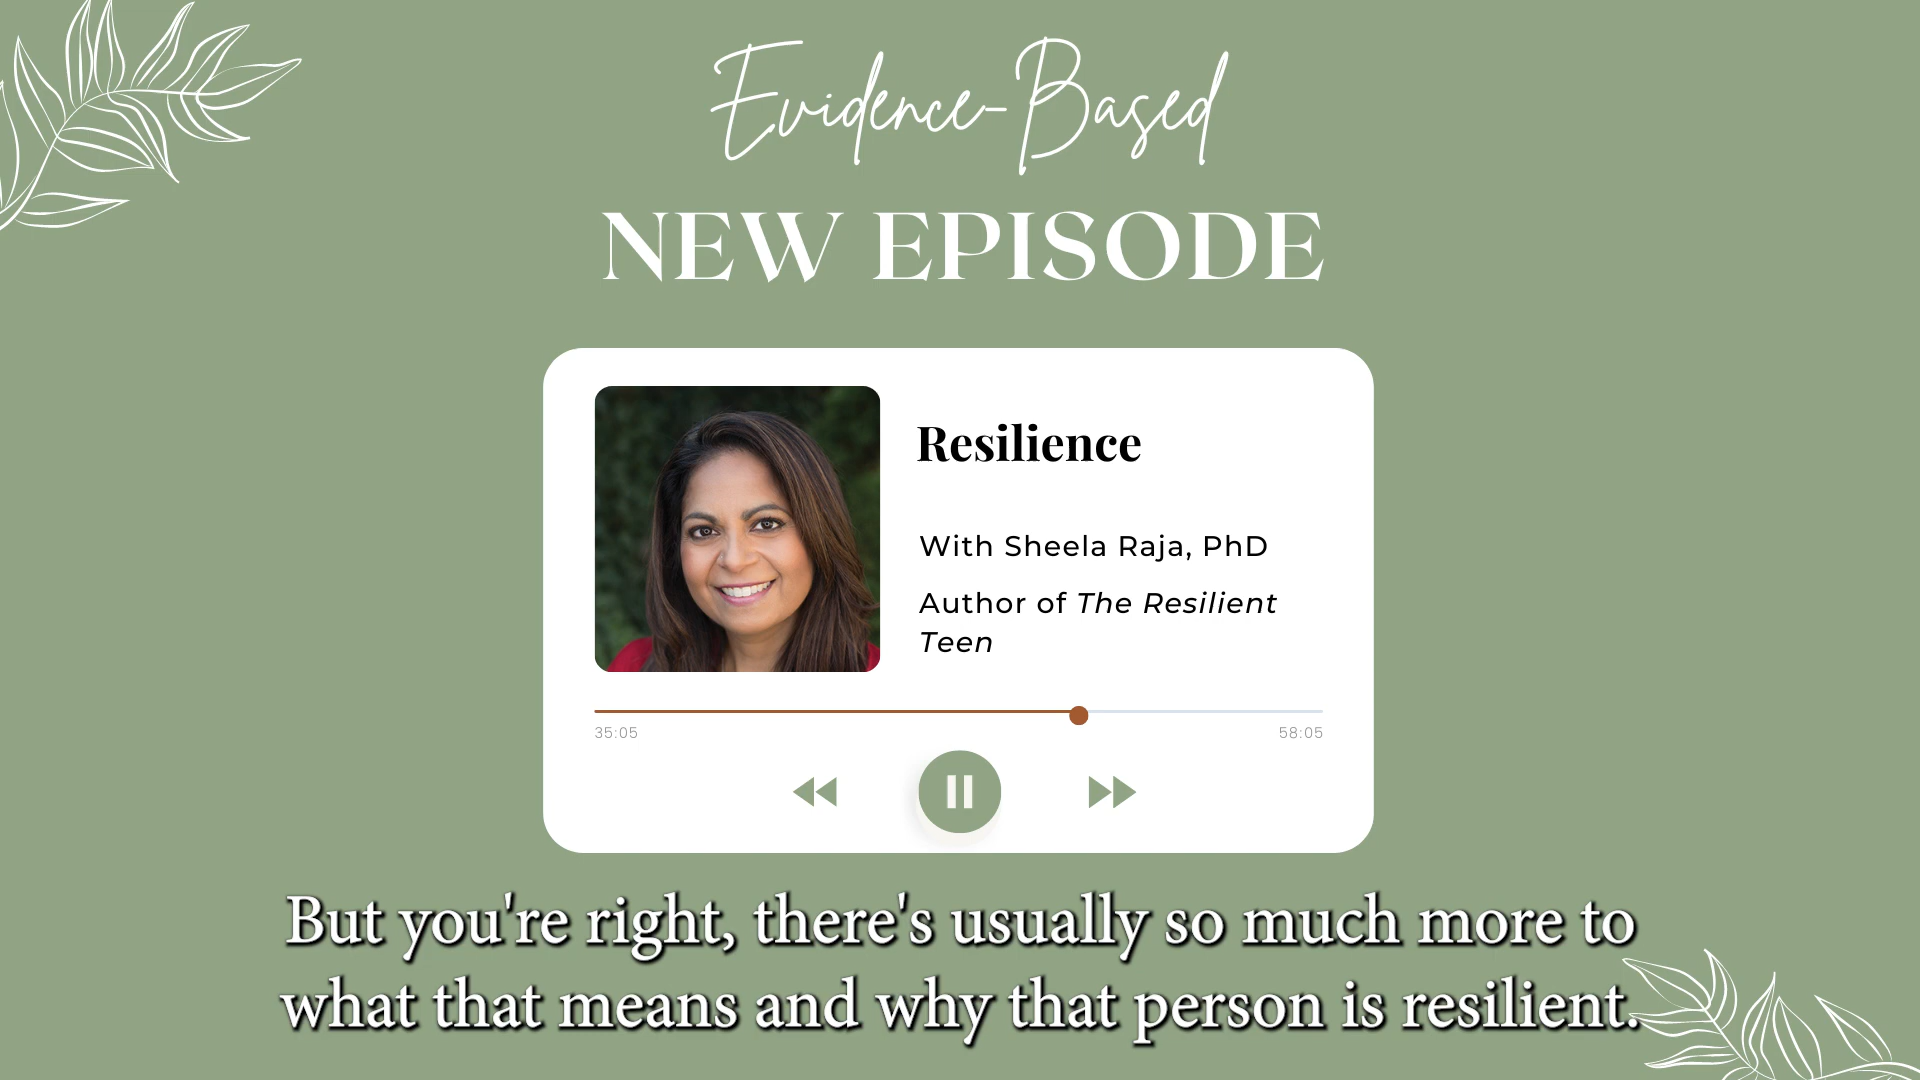 Evidence-Based
NEW EPISODE
Resilience
With Sheela Raja, PhD
Author of The Resilient
Teen
35:05
58:05
But you're right, there's usually so much more to
what that means and why that person is resilient.